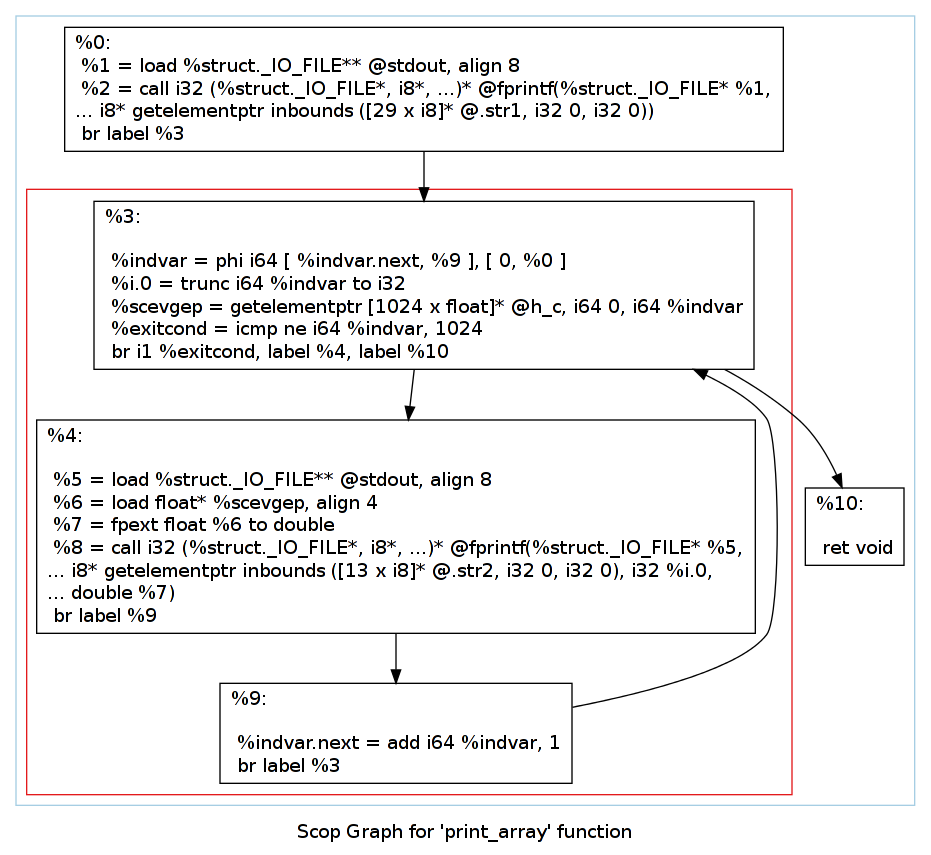 %0:
%1 = load %struct._IO_FILE** @stdout, align 8
%2 = call i32 (%struct._IO_FILE*, i8*, ...)* @fprintf(%struct._IO_FILE* %1,
... i8* getelementptr inbounds ([29 x i8]* @.str1, i32 0, i32 0))
br label %3
%3:
%indvar = phi i64 [ %indvar.next, %9 ], [ 0, %0 ]
%i.0 = trunc i64 %indvar to i32
%scevgep = getelementptr [1024 x float]* @h_c, i64 0, i64 %indvar
%exitcond = icmp ne i64 %indvar, 1024
br i1 %exitcond, label %4, label %10
%4:
%5 = load %struct._IO_FILE** @stdout, align 8
%6 = load float* %scevgep, align 4
%7 = fpext float %6 to double
%8 = call i32 (%struct._IO_FILE*, i8*, ...)* @fprintf(%struct._IO_FILE* %5,
... i8* getelementptr inbounds ([13 x i8]* @.str2, i32 0, i32 0), i32 %i.0,
... double %7)
br label %9
%10:
ret void
%9:
%indvar.next = add i64 %indvar, 1
br label %3
Scop Graph for 'print_array' function